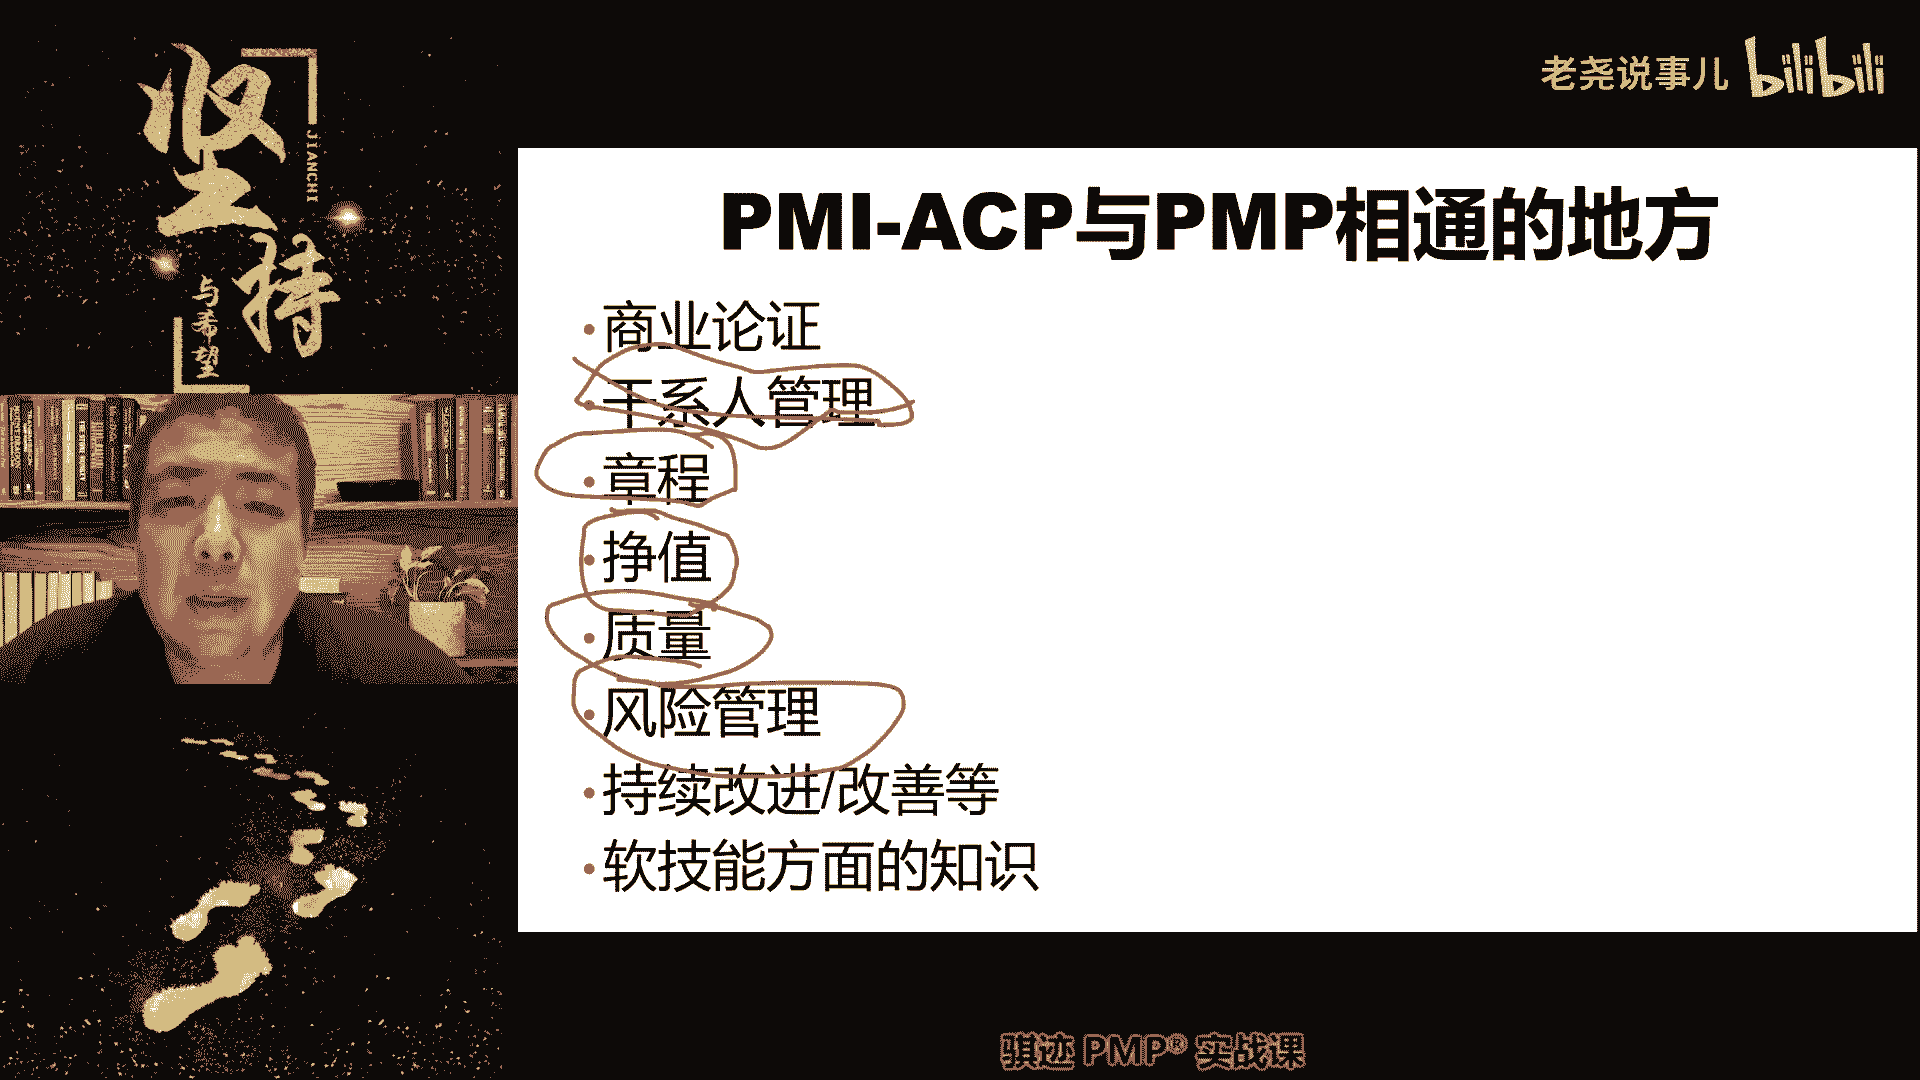 坚持
JIANCHI
与希望
老尧说事儿 bilibili
PMI-ACP与PMP相通的地方
•商业论证
•干系人管理
•章程
•挣值
•质量
•风险管理
•持续改进/改善等
•软技能方面的知识
骐迹 PMP® 实战课